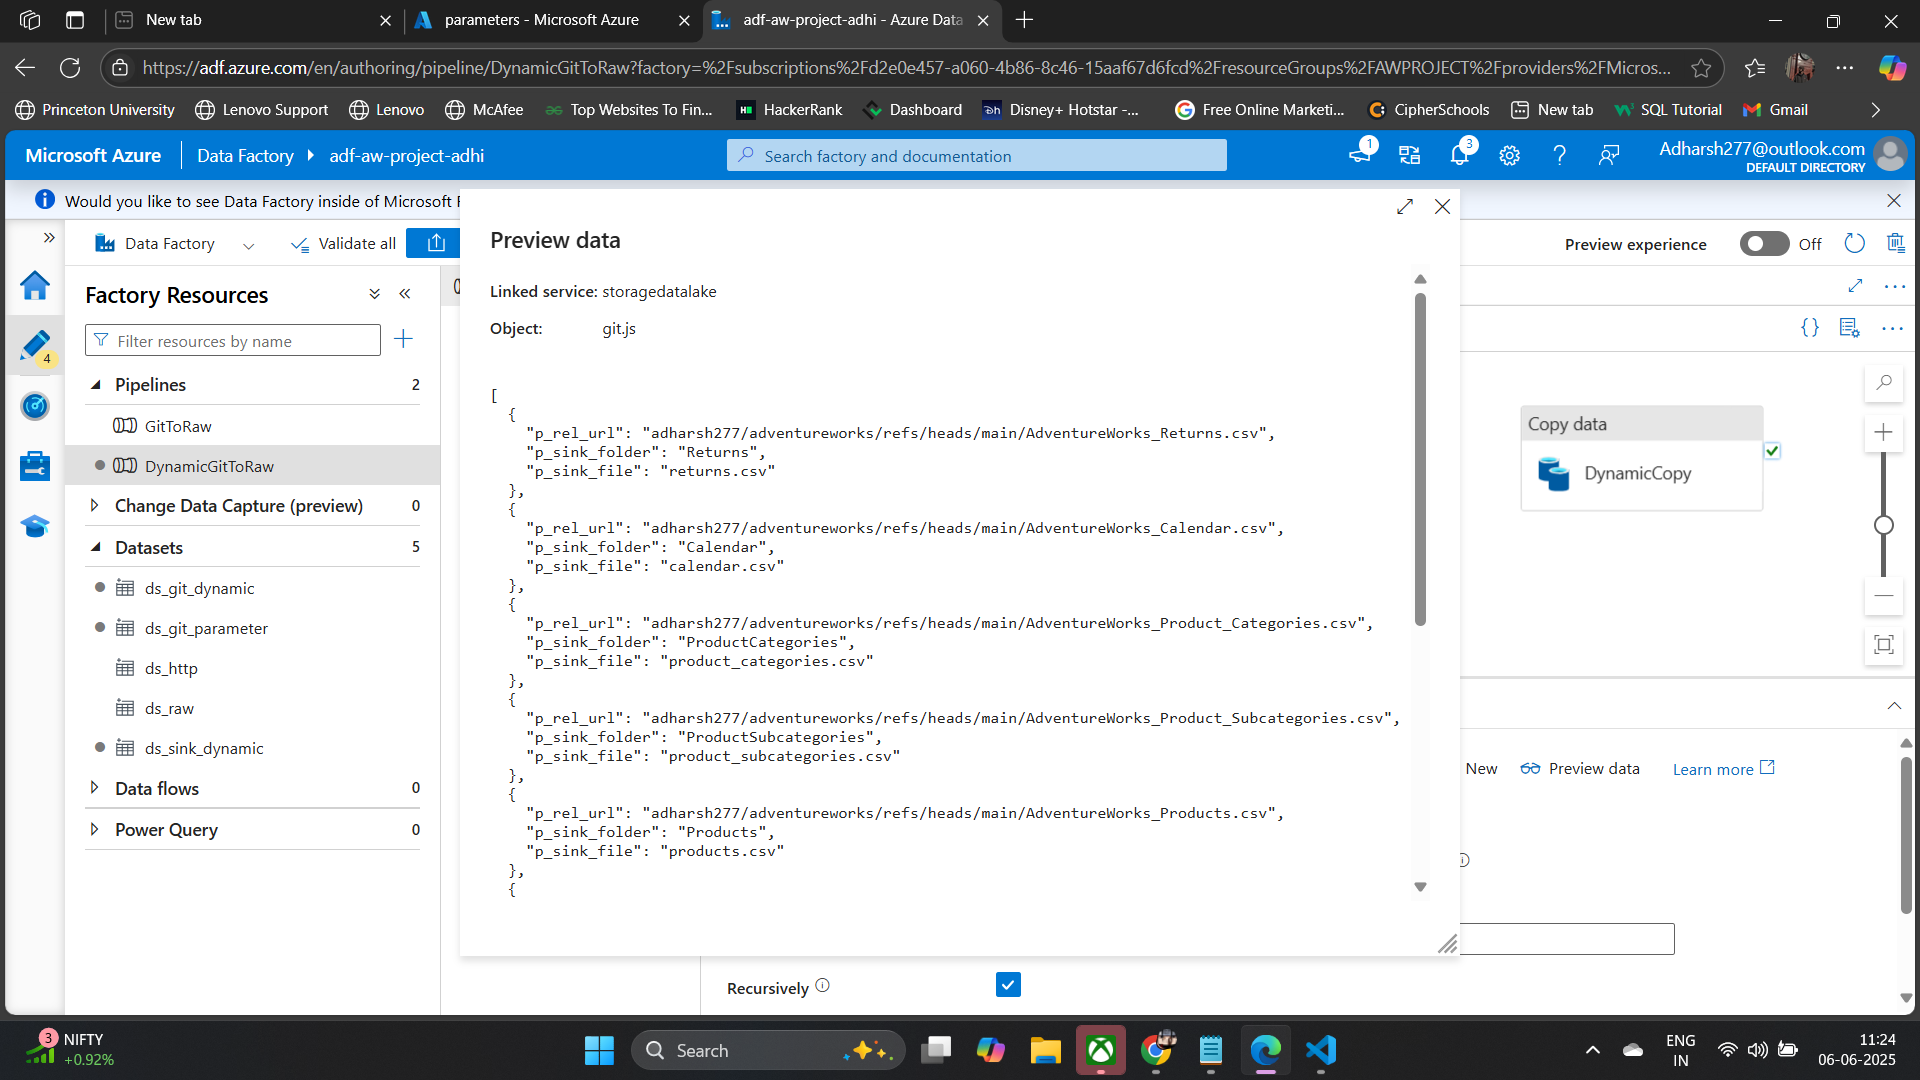 New tab
parameters - Microsoft Azure
adf-aw-project-adhi - Azure Data
https://adf.azure.com/en/authoring/pipeline/DynamicGitToRaw?factory=%2Fsubscriptions%2Fd2e0e457-a060-4b86-8c46-15aaf67d6fcd%2FresourceGroups%2FAWPROJECT%2Fproviders%2FMicros...
Princeton University
Lenovo Support
Lenovo
McAfee
Top Websites To Fin...
HackerRank
Dashboard
Disney+ Hotstar -...
Free Online Marketi...
CipherSchools
New tab
SQL Tutorial
Gmail
Microsoft Azure
Data Factory
adf-aw-project-adhi
Search factory and documentation
1
3
Adharsh277@outlook.com
DEFAULT DIRECTORY
Would you like to see Data Factory inside of Microsoft F
Data Factory
Validate all
Preview experience
Off
Factory Resources
Filter resources by name
4
Pipelines
2
GitToRaw
DynamicGitToRaw
Change Data Capture (preview)
0
Datasets
5
ds_git_dynamic
ds_git_parameter
ds_http
ds_raw
ds_sink_dynamic
Data flows
0
Power Query
0
Preview data
Linked service: storagedatalake
Object: git.js
[
{
"p_rel_url": "adharsh277/adventureworks/refs/heads/main/AdventureWorks_Returns.csv",
"p_sink_folder": "Returns",
"p_sink_file": "returns.csv"
},
{
"p_rel_url": "adharsh277/adventureworks/refs/heads/main/AdventureWorks_Calendar.csv",
"p_sink_folder": "Calendar",
"p_sink_file": "calendar.csv"
},
{
"p_rel_url": "adharsh277/adventureworks/refs/heads/main/AdventureWorks_Product_Categories.csv",
"p_sink_folder": "ProductCategories",
"p_sink_file": "product_categories.csv"
},
{
"p_rel_url": "adharsh277/adventureworks/refs/heads/main/AdventureWorks_Product_Subcategories.csv",
"p_sink_folder": "ProductSubcategories",
"p_sink_file": "product_subcategories.csv"
},
{
"p_rel_url": "adharsh277/adventureworks/refs/heads/main/AdventureWorks_Products.csv",
"p_sink_folder": "Products",
"p_sink_file": "products.csv"
},
{
{}
Copy data
DynamicCopy
New
Preview data
Learn more
Recursively
3
NIFTY
+0.92%
Search
ENG
IN
11:24
06-06-2025